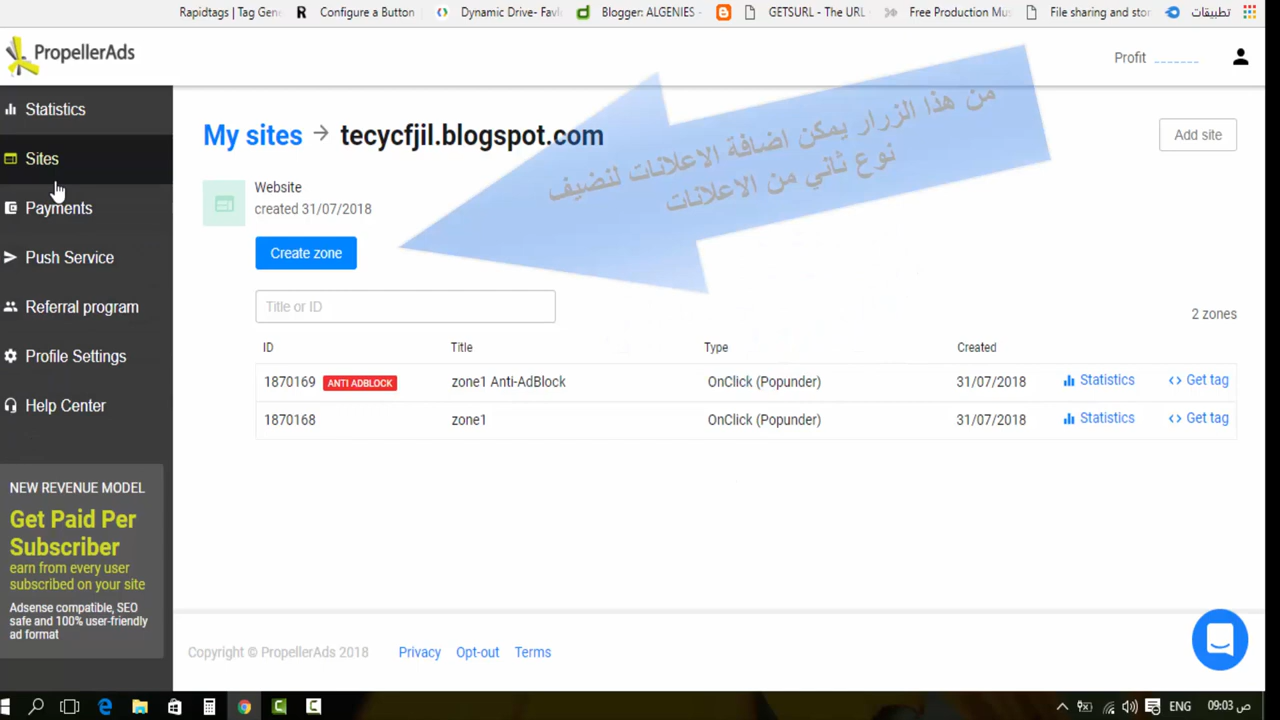 Rapidtags | Tag Gene
Configure a Button
Dynamic Drive- FavI
Blogger: ALGENIES -
GETSURL - The URL
Free Production Mus
File sharing and stor
تطبيقات
PropellerAds
Profit
Statistics
Sites
Payments
Push Service
Referral program
Profile Settings
Help Center
NEW REVENUE MODEL
Get Paid Per
Subscriber
earn from every user
subscribed on your site
Adsense compatible, SEO
safe and 100% user-friendly
ad format
My sites → tecycfjil.blogspot.com
Add site
من هذا الزرار يمكن اضافة الاعلانات لنضيف
نوع ثاني من الاعلانات
Website
created 31/07/2018
Create zone
Title or ID
2 zones
ID Title Type Created
1870169 ANTI ADBLOCK zone1 Anti-AdBlock OnClick (Popunder) 31/07/2018 Statistics <> Get tag
1870168 zone1 OnClick (Popunder) 31/07/2018 Statistics <> Get tag
Copyright © PropellerAds 2018 Privacy Opt-out Terms
ENG
09:03 ص